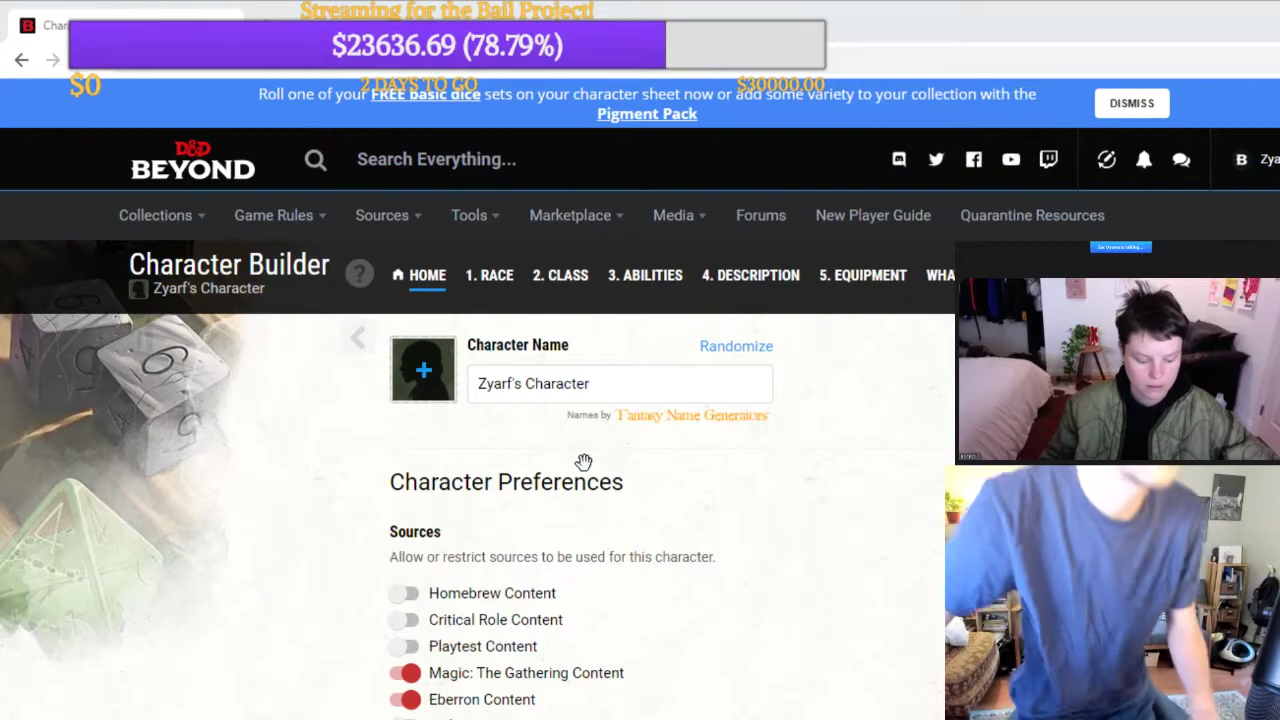 Streaming for the Bail Project!
$23636.69 (78.79%)
$0
2 DAYS TO GO
$30000.00
Roll one of your FREE basic dice sets on your character sheet now or add some variety to your collection with the
Pigment Pack
DISMISS
D&D
BEYOND
Search Everything...
B
Zya
Collections
Game Rules
Sources
Tools
Marketplace
Media
Forums
New Player Guide
Quarantine Resources
Character Builder
Zyarf's Character
?
HOME
1. RACE
2. CLASS
3. ABILITIES
4. DESCRIPTION
5. EQUIPMENT
WHA
Character Name
Randomize
Zyarf's Character
Names by Fantasy Name Generators
Character Preferences
Sources
Allow or restrict sources to be used for this character.
Homebrew Content
Critical Role Content
Playtest Content
Magic: The Gathering Content
Eberron Content